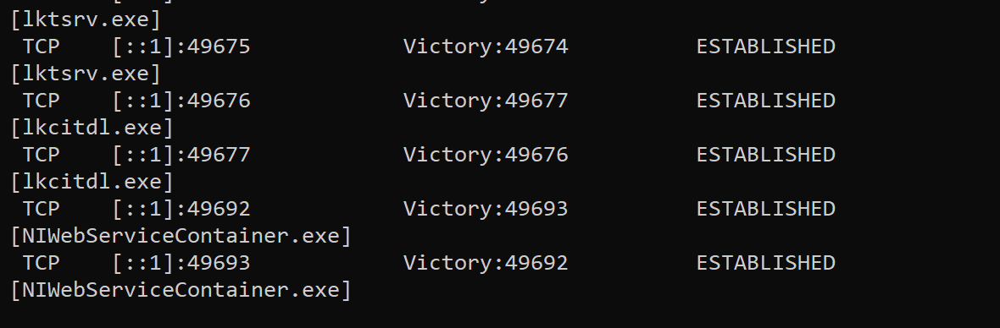 [lktsrv.exe]
TCP [::1]:49675 Victory:49674 ESTABLISHED
[lktsrv.exe]
TCP [::1]:49676 Victory:49677 ESTABLISHED
[lkcitdl.exe]
TCP [::1]:49677 Victory:49676 ESTABLISHED
[lkcitdl.exe]
TCP [::1]:49692 Victory:49693 ESTABLISHED
[NIWebServiceContainer.exe]
TCP [::1]:49693 Victory:49692 ESTABLISHED
[NIWebServiceContainer.exe]